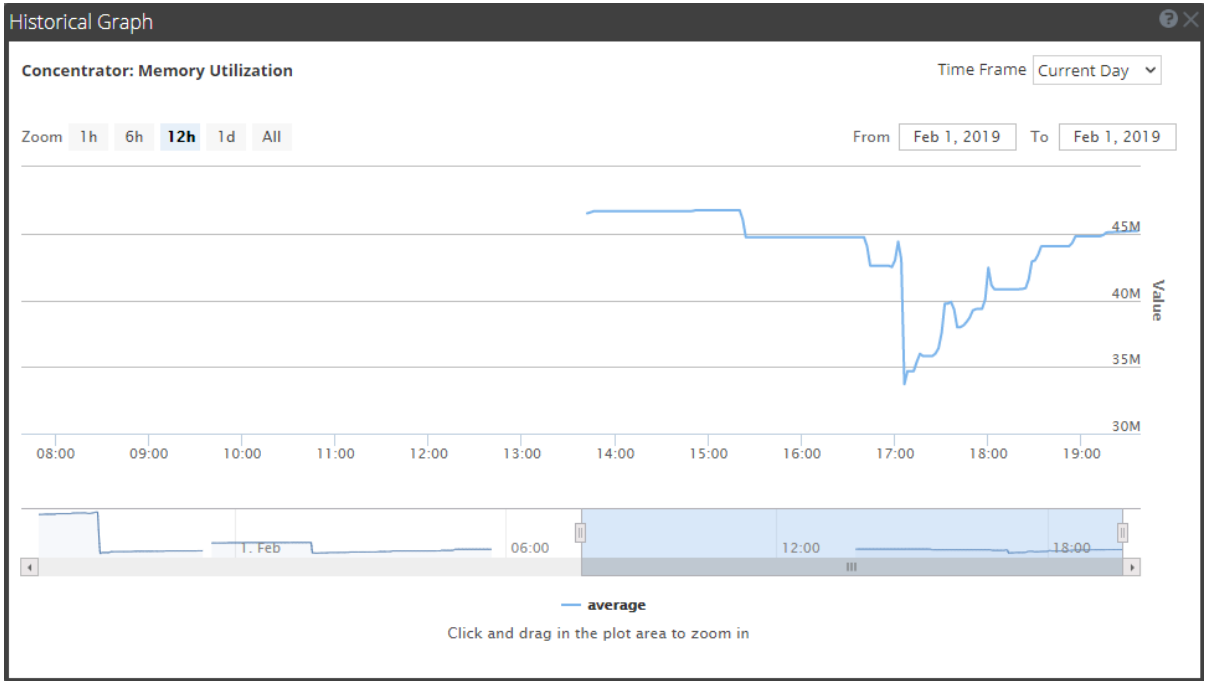 Historical Graph
Concentrator: Memory Utilization
Time Frame Current Day
Zoom 1h 6h 12h 1d All
From Feb 1, 2019 To Feb 1, 2019
45M
40M
Value
35M
30M
08:00 09:00 10:00 11:00 12:00 13:00 14:00 15:00 16:00 17:00 18:00 19:00
1. Feb 06:00 12:00 18:00
average
Click and drag in the plot area to zoom in